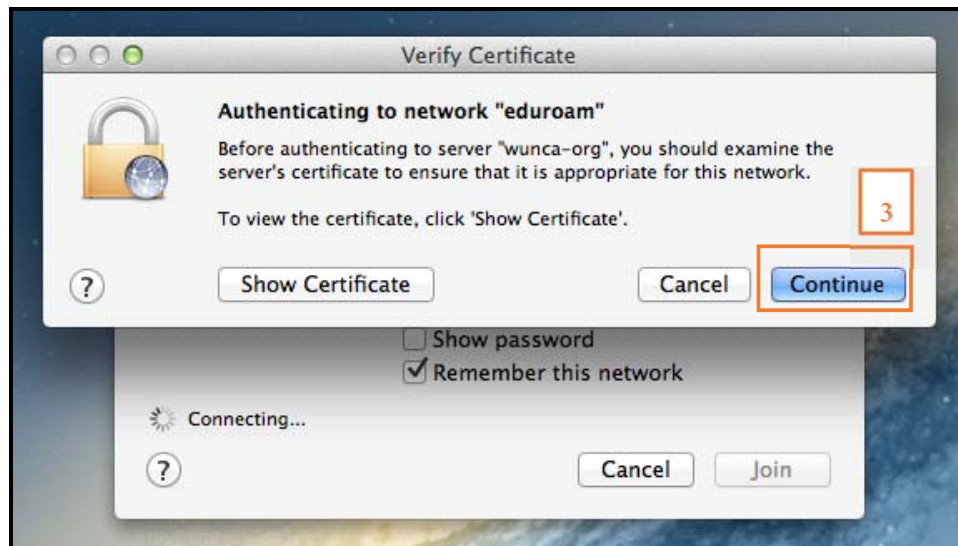 Verify Certificate
Authenticating to network "eduroam"
Before authenticating to server "wunca-org", you should examine the
server's certificate to ensure that it is appropriate for this network.
3
To view the certificate, click 'Show Certificate'.
?
Show Certificate
Cancel
Continue
Show password
Remember this network
Connecting...
?
Cancel
Join